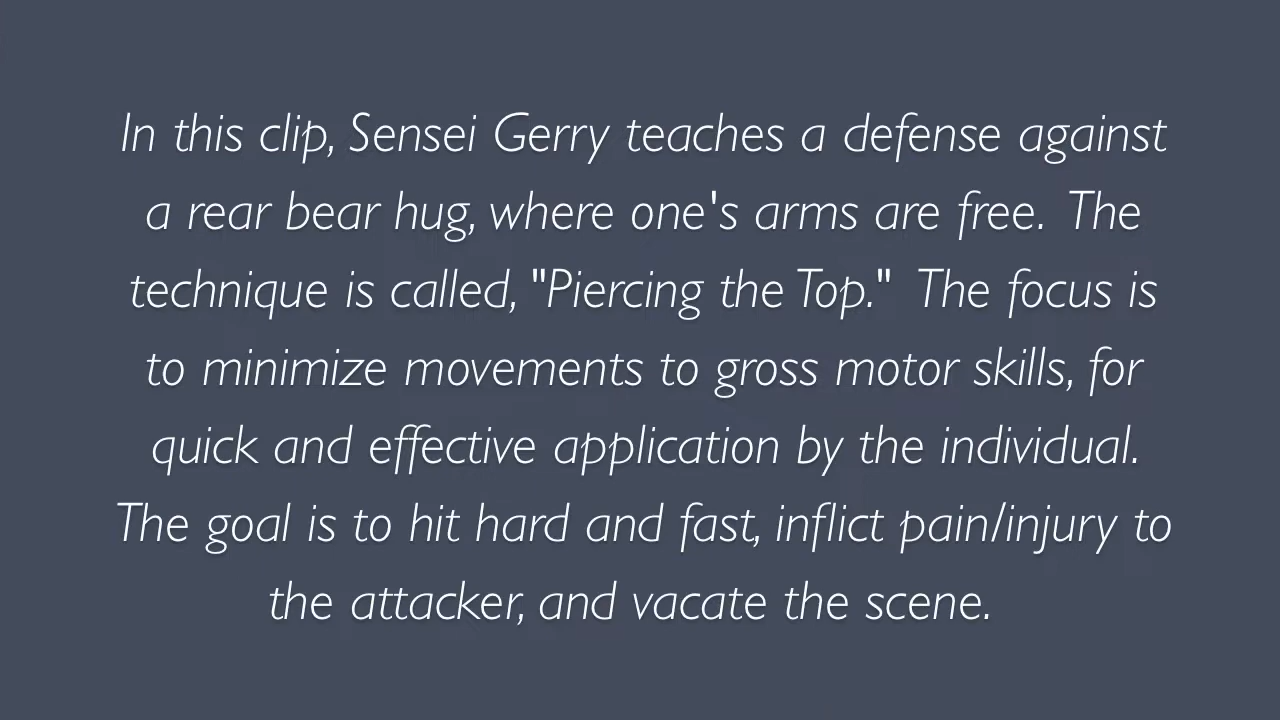 In this clip, Sensei Gerry teaches a defense against
a rear bear hug, where one's arms are free.  The
technique is called, "Piercing the Top."  The focus is
to minimize movements to gross motor skills, for
quick and effective application by the individual.
The goal is to hit hard and fast, inflict pain/injury to
the attacker, and vacate the scene.